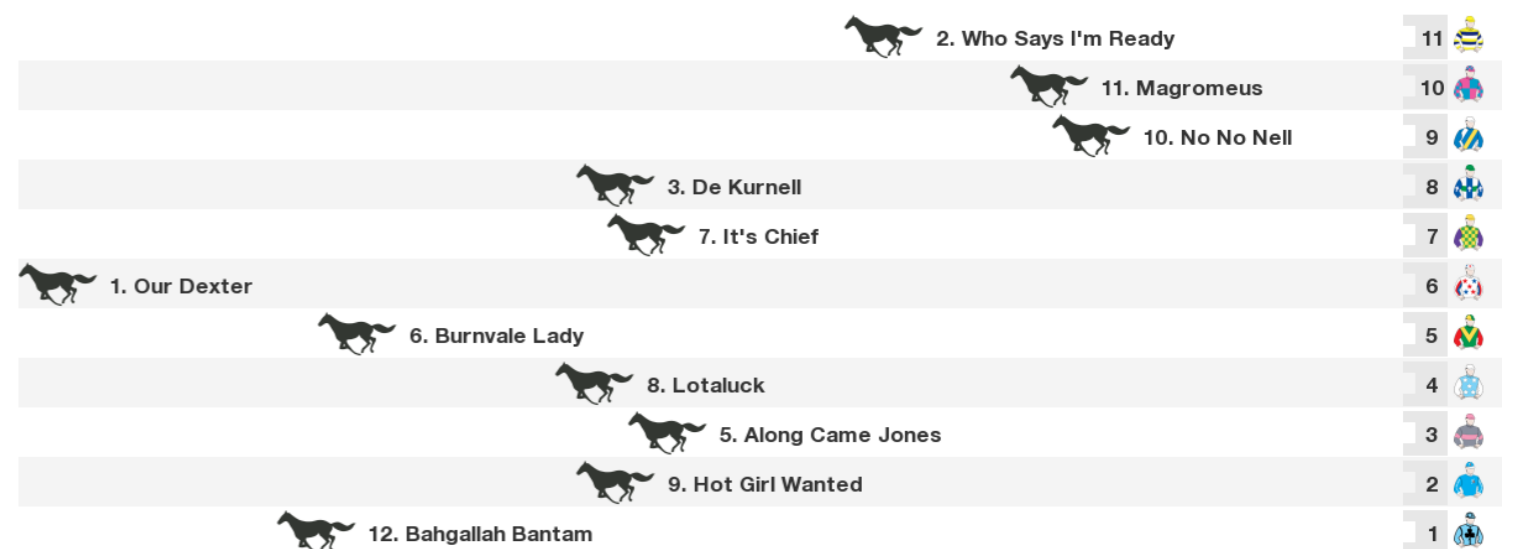 2. Who Says I'm Ready 11
11. Magromeus 10
10. No No Nell 9
3. De Kurnell 8
7. It's Chief 7
1. Our Dexter 6
6. Burnvale Lady 5
8. Lotaluck 4
5. Along Came Jones 3
9. Hot Girl Wanted 2
12. Bahgallah Bantam 1